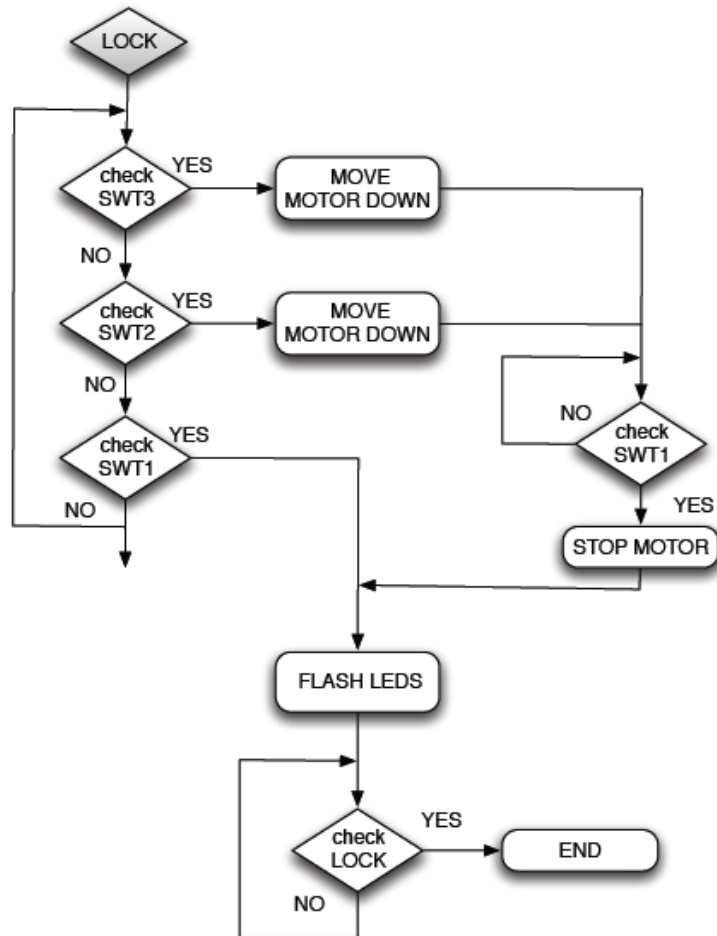 LOCK
check
SWT3
YES
MOVE
MOTOR DOWN
NO
check
SWT2
YES
MOVE
MOTOR DOWN
NO
check
SWT1
YES
NO
NO
check
SWT1
YES
STOP MOTOR
FLASH LEDS
check
LOCK
YES
END
NO